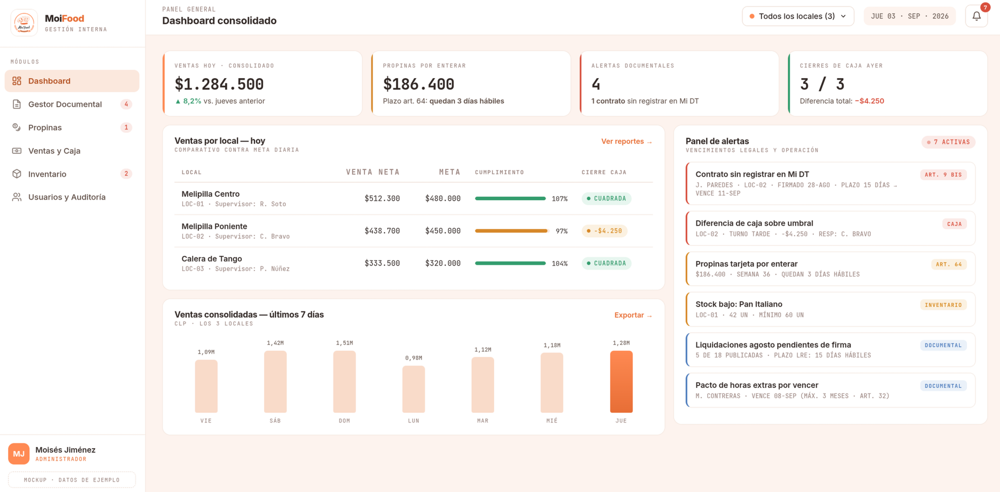 MoiFood
MoiFood
GESTIÓN INTERNA
MÓDULOS
Dashboard
Gestor Documental 4
Propinas 1
Ventas y Caja
Inventario 2
Usuarios y Auditoría
MJ
Moisés Jiménez
ADMINISTRADOR
MOCKUP · DATOS DE EJEMPLO
PANEL GENERAL
Dashboard consolidado
Todos los locales (3)
JUE 03 · SEP · 2026
7
VENTAS HOY · CONSOLIDADO
$1.284.500
▲ 8,2% vs. jueves anterior
PROPINAS POR ENTERAR
$186.400
Plazo art. 64: quedan 3 días hábiles
ALERTAS DOCUMENTALES
4
1 contrato sin registrar en Mi DT
CIERRES DE CAJA AYER
3 / 3
Diferencia total: −$4.250
Ventas por local — hoy
COMPARATIVO CONTRA META DIARIA
Ver reportes →
LOCAL VENTA NETA META CUMPLIMIENTO CIERRE CAJA
Melipilla Centro
LOC-01 · Supervisor: R. Soto
$512.300 $480.000 107% CUADRADA
Melipilla Poniente
LOC-02 · Supervisor: C. Bravo
$438.700 $450.000 97% -$4.250
Calera de Tango
LOC-03 · Supervisor: P. Núñez
$333.500 $320.000 104% CUADRADA
Ventas consolidadas — últimos 7 días
CLP · LOS 3 LOCALES
Exportar →
1,09M 1,42M 1,51M 0,98M 1,12M 1,18M 1,28M
VIE SÁB DOM LUN MAR MIÉ JUE
Panel de alertas
VENCIMIENTOS LEGALES Y OPERACIÓN
7 ACTIVAS
Contrato sin registrar en Mi DT
ART. 9 BIS
J. PAREDES · LOC-02 · FIRMADO 28-AGO · PLAZO 15 DÍAS →
VENCE 11-SEP
Diferencia de caja sobre umbral
CAJA
LOC-02 · TURNO TARDE · -$4.250 · RESP: C. BRAVO
Propinas tarjeta por enterar
ART. 64
$186.400 · SEMANA 36 · QUEDAN 3 DÍAS HÁBILES
Stock bajo: Pan Italiano
INVENTARIO
LOC-01 · 42 UN · MÍNIMO 60 UN
Liquidaciones agosto pendientes de firma
DOCUMENTAL
5 DE 18 PUBLICADAS · PLAZO LRE: 15 DÍAS HÁBILES
Pacto de horas extras por vencer
DOCUMENTAL
M. CONTRERAS · VENCE 08-SEP (MÁX. 3 MESES · ART. 32)